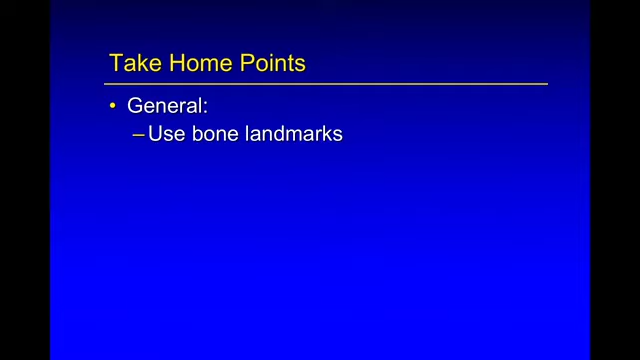 Take Home Points
• General:
–Use bone landmarks